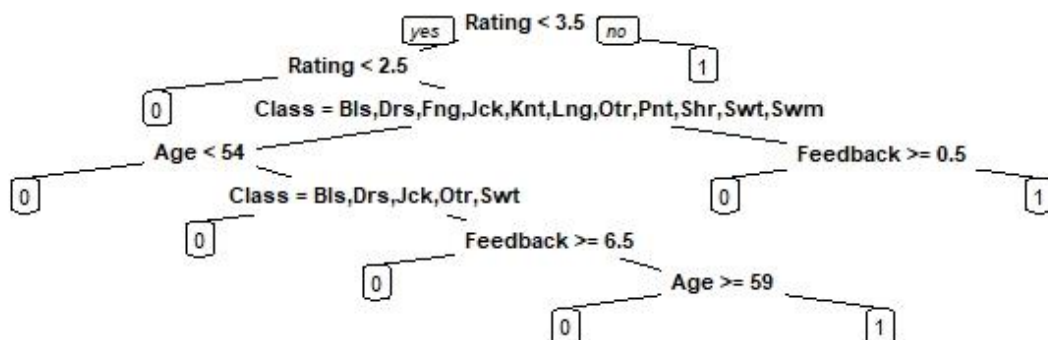 yes Rating < 3.5 no
Rating < 2.5 1
0 Class = Bls,Drs,Fng,Jck,Knt,Lng,Otr,Pnt,Shr,Swt,Swm
Age < 54 Feedback >= 0.5
0 Class = Bls,Drs,Jck,Otr,Swt 0 1
0 Feedback >= 6.5
0 Age >= 59
0 1